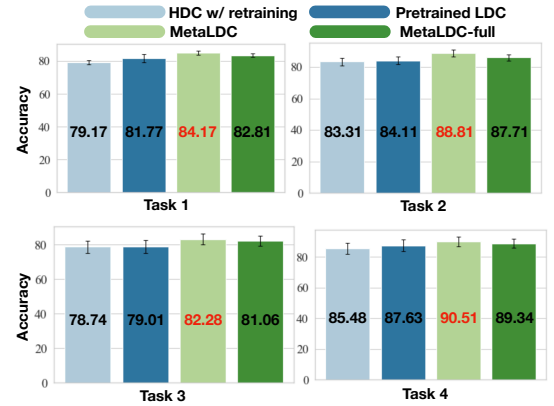 HDC w/ retraining Pretrained LDC
MetaLDC MetaLDC-full
Accuracy
80
60
40
20
0
79.17 81.77 84.17 82.81
Task 1
80
60
40
20
0
83.31 84.11 88.81 87.71
Task 2
Accuracy
80
60
40
20
0
78.74 79.01 82.28 81.06
Task 3
80
60
40
20
0
85.48 87.63 90.51 89.34
Task 4